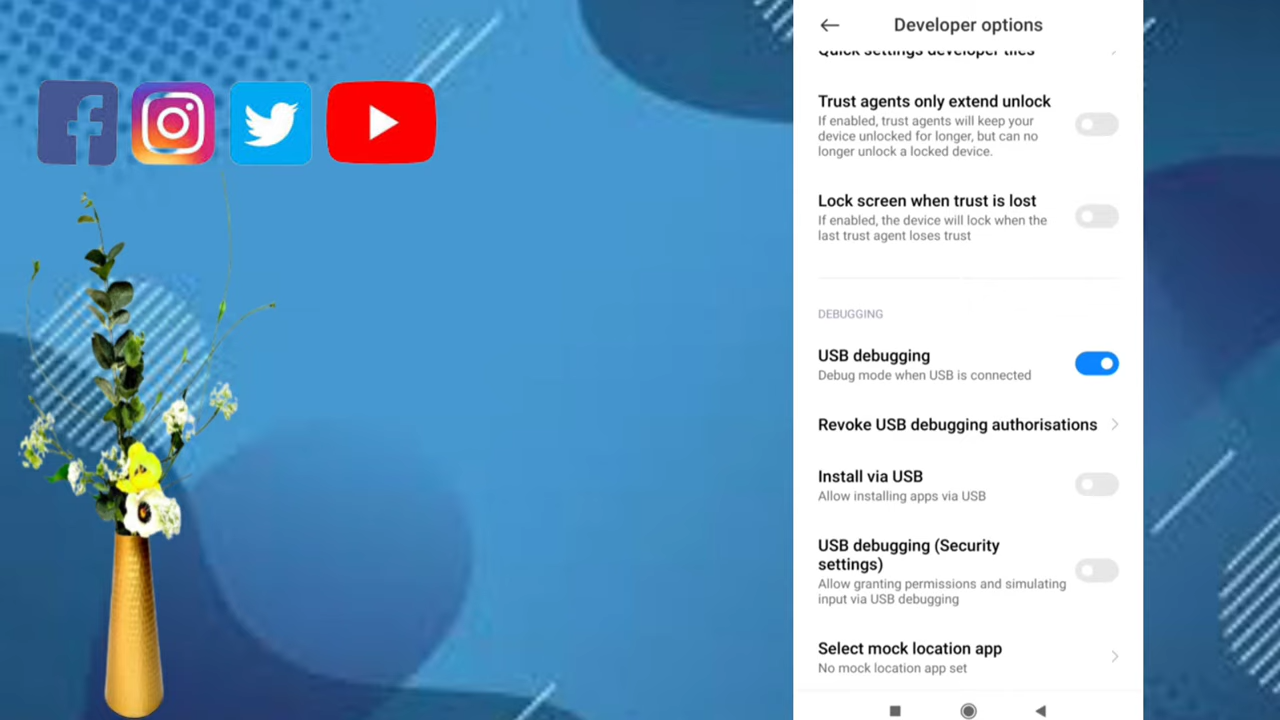 Developer options
Quick settings developer tiles
Trust agents only extend unlock
If enabled, trust agents will keep your
device unlocked for longer, but can no
longer unlock a locked device.
Lock screen when trust is lost
If enabled, the device will lock when the
last trust agent loses trust
DEBUGGING
USB debugging
Debug mode when USB is connected
Revoke USB debugging authorisations
Install via USB
Allow installing apps via USB
USB debugging (Security
settings)
Allow granting permissions and simulating
input via USB debugging
Select mock location app
No mock location app set